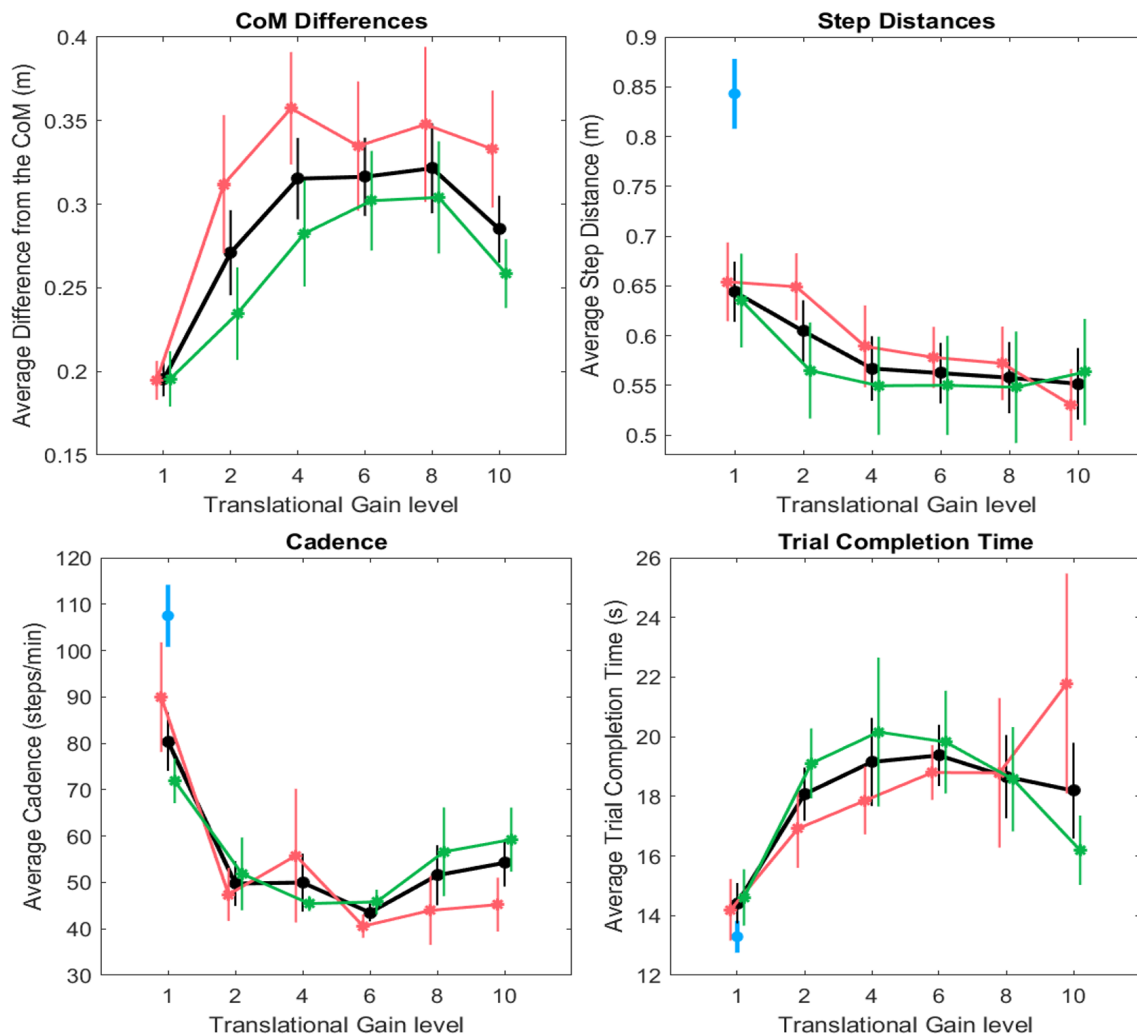 CoM Differences
Average Difference from the CoM (m)
0.4
0.35
0.3
0.25
0.2
0.15
1 2 4 6 8 10
Translational Gain level
Step Distances
Average Step Distance (m)
0.9
0.85
0.8
0.75
0.7
0.65
0.6
0.55
0.5
1 2 4 6 8 10
Translational Gain level
Cadence
Average Cadence (steps/min)
120
110
100
90
80
70
60
50
40
30
1 2 4 6 8 10
Translational Gain level
Trial Completion Time
Average Trial Completion Time (s)
26
24
22
20
18
16
14
12
1 2 4 6 8 10
Translational Gain level